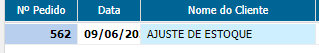 Nº Pedido Data Nome do Cliente
562 09/06/20 AJUSTE DE ESTOQUE